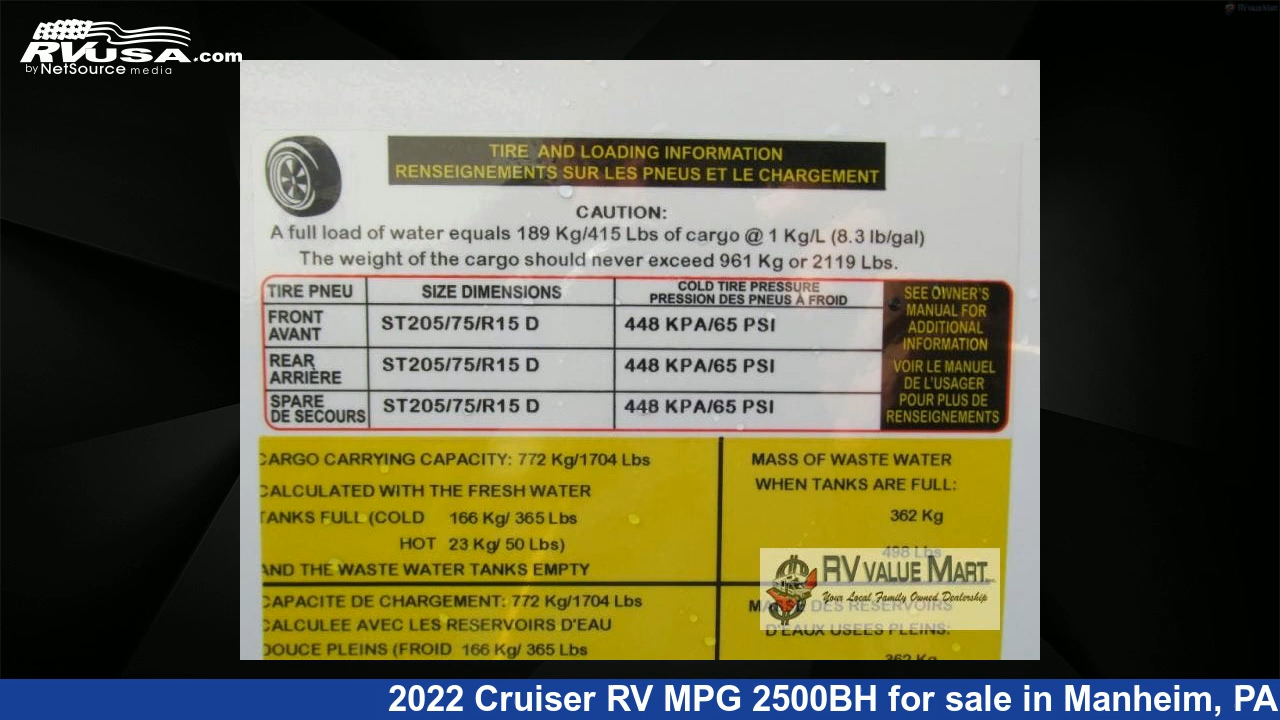 RV Value Mart
RVUSA.com
by NetSource media
TIRE AND LOADING INFORMATION
RENSEIGNEMENTS SUR LES PNEUS ET LE CHARGEMENT
CAUTION:
A full load of water equals 189 Kg/415 Lbs of cargo @ 1 Kg/L (8.3 lb/gal)
The weight of the cargo should never exceed 961 Kg or 2119 Lbs.
TIRE PNEU SIZE DIMENSIONS COLD TIRE PRESSURE
PRESSION DES PNEUS À FROID
FRONT
AVANT
ST205/75/R15 D 448 KPA/65 PSI
REAR
ARRIÈRE
ST205/75/R15 D 448 KPA/65 PSI
SPARE
DE SECOURS
ST205/75/R15 D 448 KPA/65 PSI
SEE OWNER'S
MANUAL FOR
ADDITIONAL
INFORMATION
VOIR LE MANUEL
DE L'USAGER
POUR PLUS DE
RENSEIGNEMENTS
CARGO CARRYING CAPACITY: 772 Kg/1704 Lbs
CALCULATED WITH THE FRESH WATER
TANKS FULL (COLD 166 Kg/ 365 Lbs
HOT 23 Kg/ 50 Lbs)
AND THE WASTE WATER TANKS EMPTY
MASS OF WASTE WATER
WHEN TANKS ARE FULL:
362 Kg
498 Lbs
CAPACITE DE CHARGEMENT: 772 Kg/1704 Lbs
CALCULEE AVEC LES RESERVOIRS D'EAU
DOUCE PLEINS (FROID 166 Kg/ 365 Lbs
DES RESERVOIRS
D'EAUX USEES PLEINS:
362 Kg
RV VALUE MART
Your Local Family Owned Dealership
2022 Cruiser RV MPG 2500BH for sale in Manheim, PA